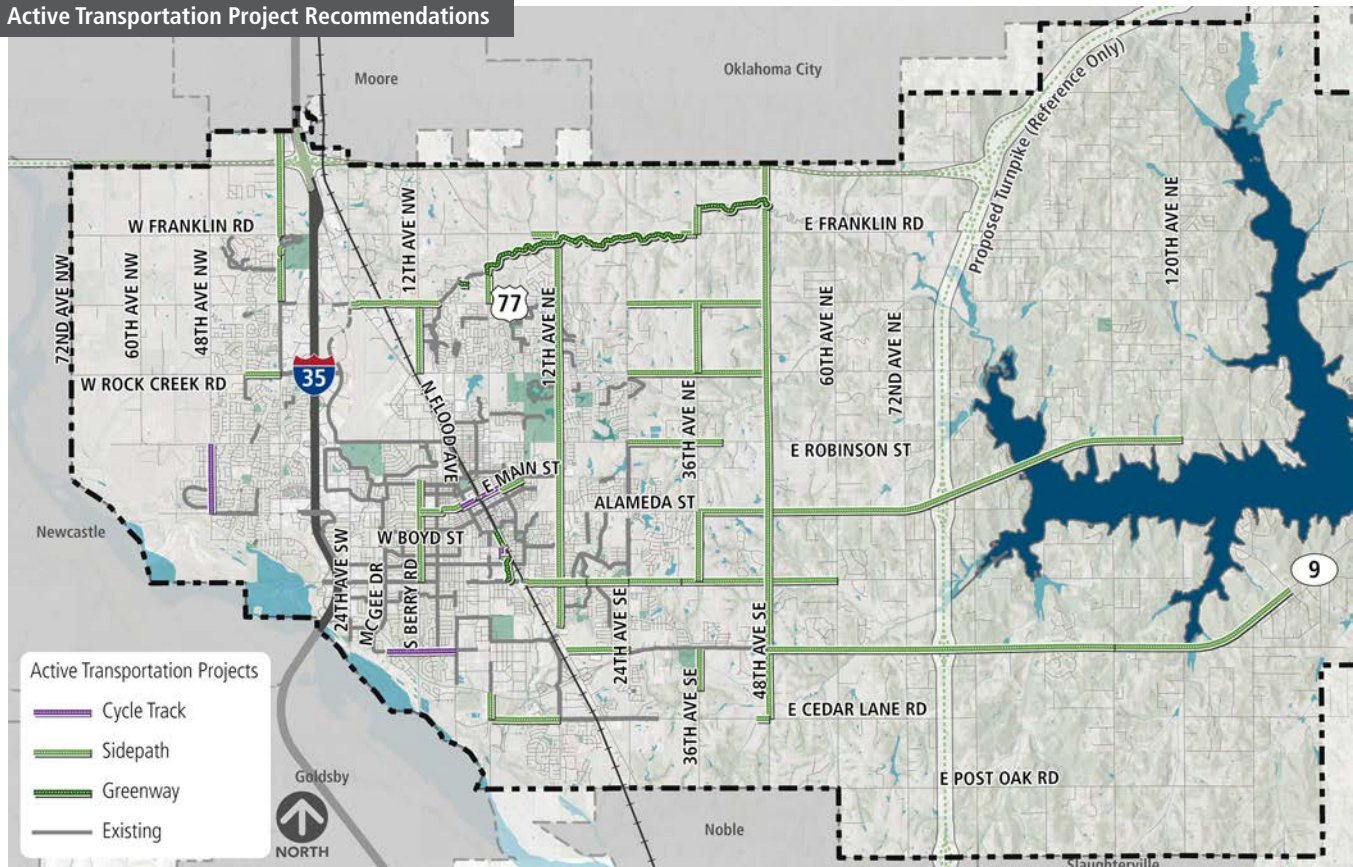 Active Transportation Project Recommendations
Moore
Oklahoma City
Proposed Turnpike (Reference Only)
W FRANKLIN RD
12TH AVE NW
E FRANKLIN RD
120TH AVE NE
72ND AVE NW
60TH AVE NW
48TH AVE NW
77
12TH AVE NE
60TH AVE NE
72ND AVE NE
W ROCK CREEK RD
35
N FLOOD AVE
36TH AVE NE
E ROBINSON ST
E MAIN ST
ALAMEDA ST
Newcastle
W BOYD ST
24TH AVE SW
MCGEE DR
S BERRY RD
9
24TH AVE SE
36TH AVE SE
48TH AVE SE
E CEDAR LANE RD
E POST OAK RD
Active Transportation Projects
Cycle Track
Sidepath
Greenway
Existing
Goldsby
NORTH
Noble
Slaughterville